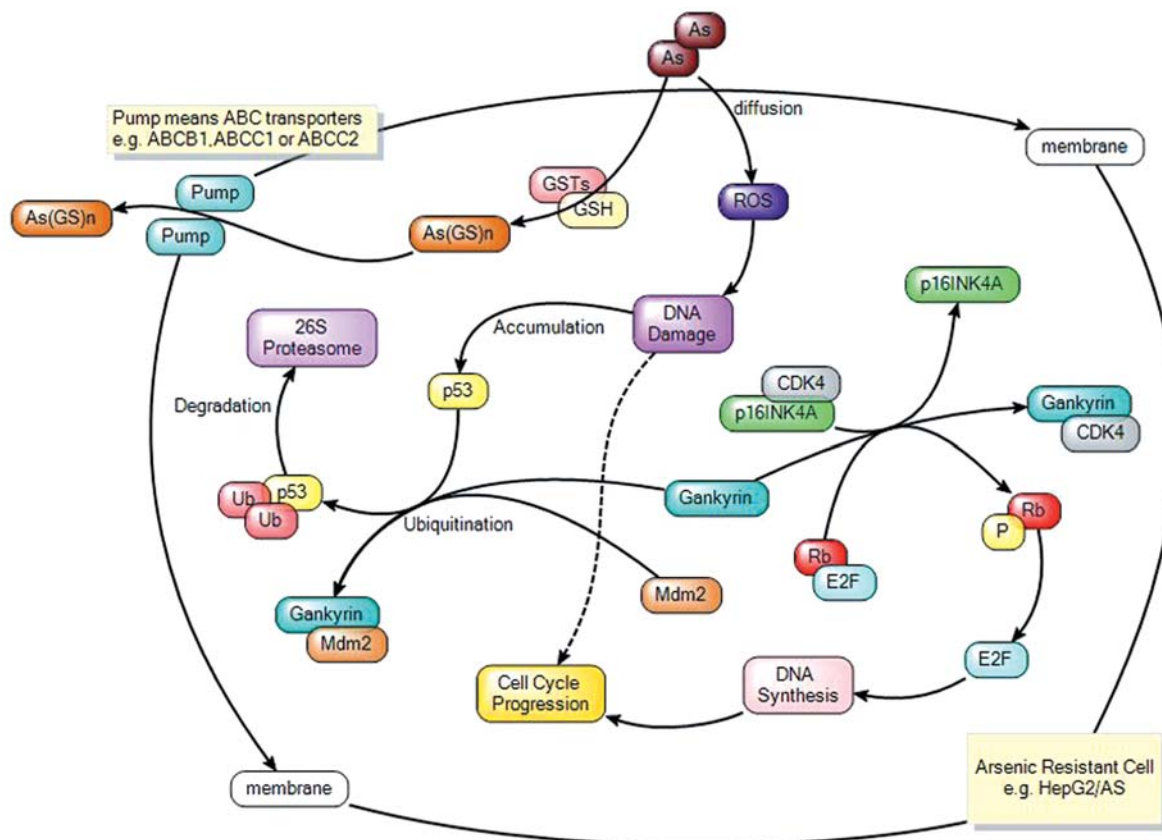 As
As
diffusion
Pump means ABC transporters
e.g. ABCB1,ABCC1 or ABCC2
membrane
Pump
GSTs
GSH
ROS
As(GS)n
Pump
As(GS)n
p16INK4A
26S
Proteasome
Accumulation
DNA
Damage
Degradation
p53
CDK4
p16INK4A
Gankyrin
CDK4
Ub
p53
Ub
Ubiquitination
Gankyrin
Rb
P
Rb
E2F
Gankyrin
Mdm2
Mdm2
E2F
Cell Cycle
Progression
DNA
Synthesis
membrane
Arsenic Resistant Cell
e.g. HepG2/AS